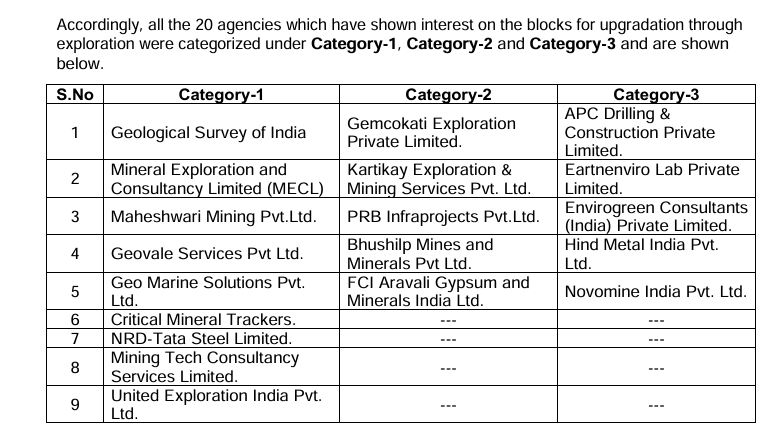 Accordingly, all the 20 agencies which have shown interest on the blocks for upgradation through
exploration were categorized under Category-1, Category-2 and Category-3 and are shown
below.
S.No Category-1 Category-2 Category-3
1 Geological Survey of India Gemcokati Exploration Private Limited. APC Drilling & Construction Private Limited.
2 Mineral Exploration and Consultancy Limited (MECL) Kartikay Exploration & Mining Services Pvt. Ltd. Eartnenviro Lab Private Limited.
3 Maheshwari Mining Pvt.Ltd. PRB Infraprojects Pvt.Ltd. Envirogreen Consultants (India) Private Limited.
4 Geovale Services Pvt Ltd. Bhushilp Mines and Minerals Pvt Ltd. Hind Metal India Pvt. Ltd.
5 Geo Marine Solutions Pvt. Ltd. FCI Aravali Gypsum and Minerals India Ltd. Novomine India Pvt. Ltd.
6 Critical Mineral Trackers. --- ---
7 NRD-Tata Steel Limited. --- ---
8 Mining Tech Consultancy Services Limited. --- ---
9 United Exploration India Pvt. Ltd. --- ---